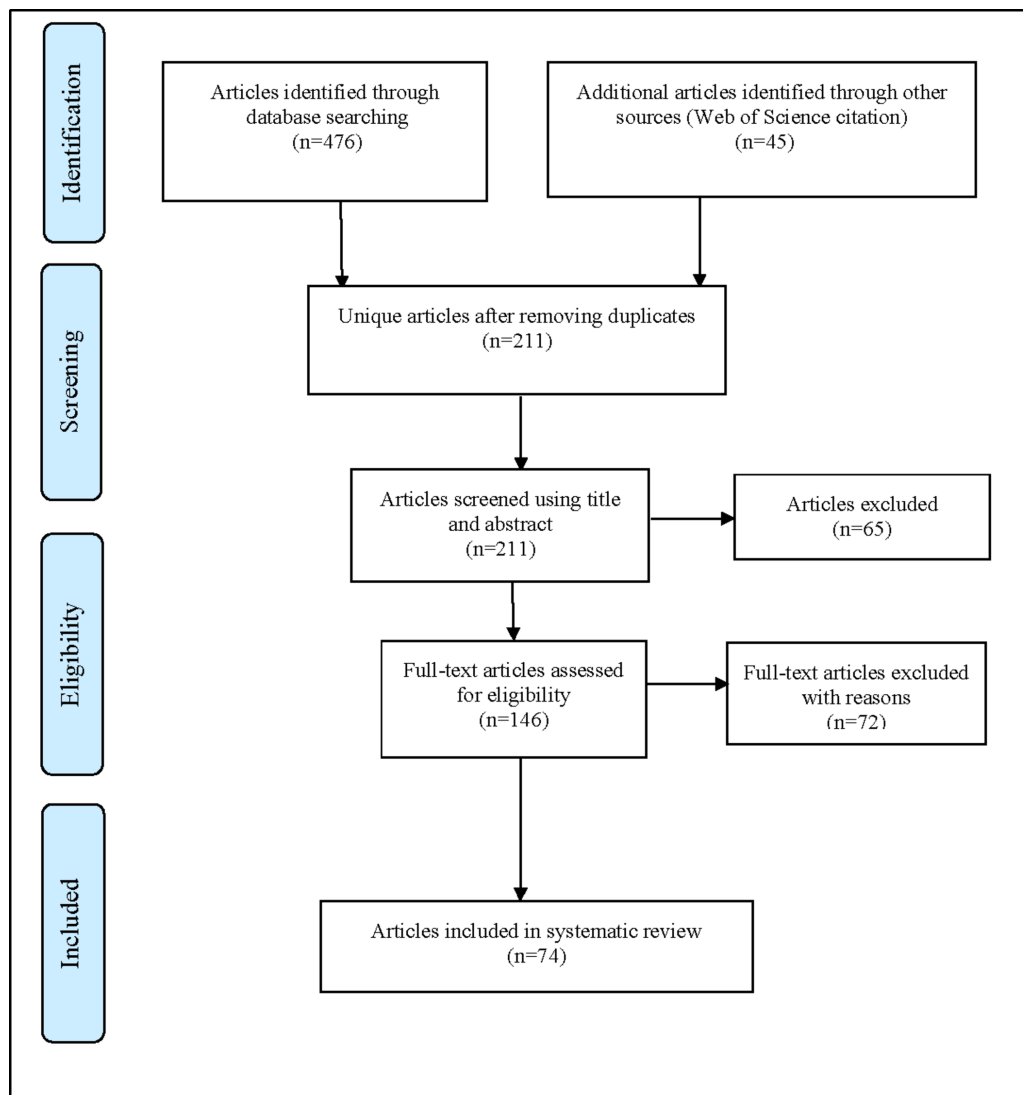 Identification
Articles identified through
database searching
(n=476)
Additional articles identified through other
sources (Web of Science citation)
(n=45)
Screening
Unique articles after removing duplicates
(n=211)
Articles screened using title
and abstract
(n=211)
Articles excluded
(n=65)
Eligibility
Full-text articles assessed
for eligibility
(n=146)
Full-text articles excluded
with reasons
(n=72)
Included
Articles included in systematic review
(n=74)